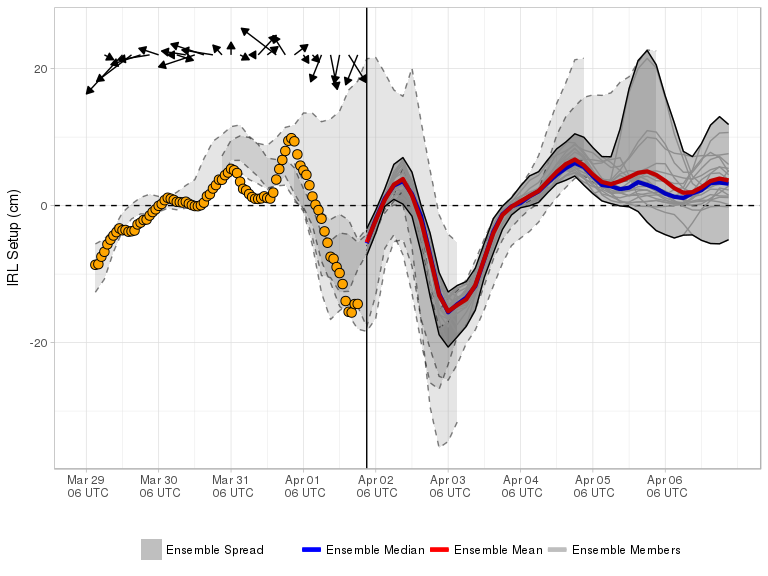 IRL Setup (cm)
20
0
-20
Mar 29 Mar 30 Mar 31 Apr 01 Apr 02 Apr 03 Apr 04 Apr 05 Apr 06
06 UTC 06 UTC 06 UTC 06 UTC 06 UTC 06 UTC 06 UTC 06 UTC 06 UTC
Ensemble Spread Ensemble Median Ensemble Mean Ensemble Members